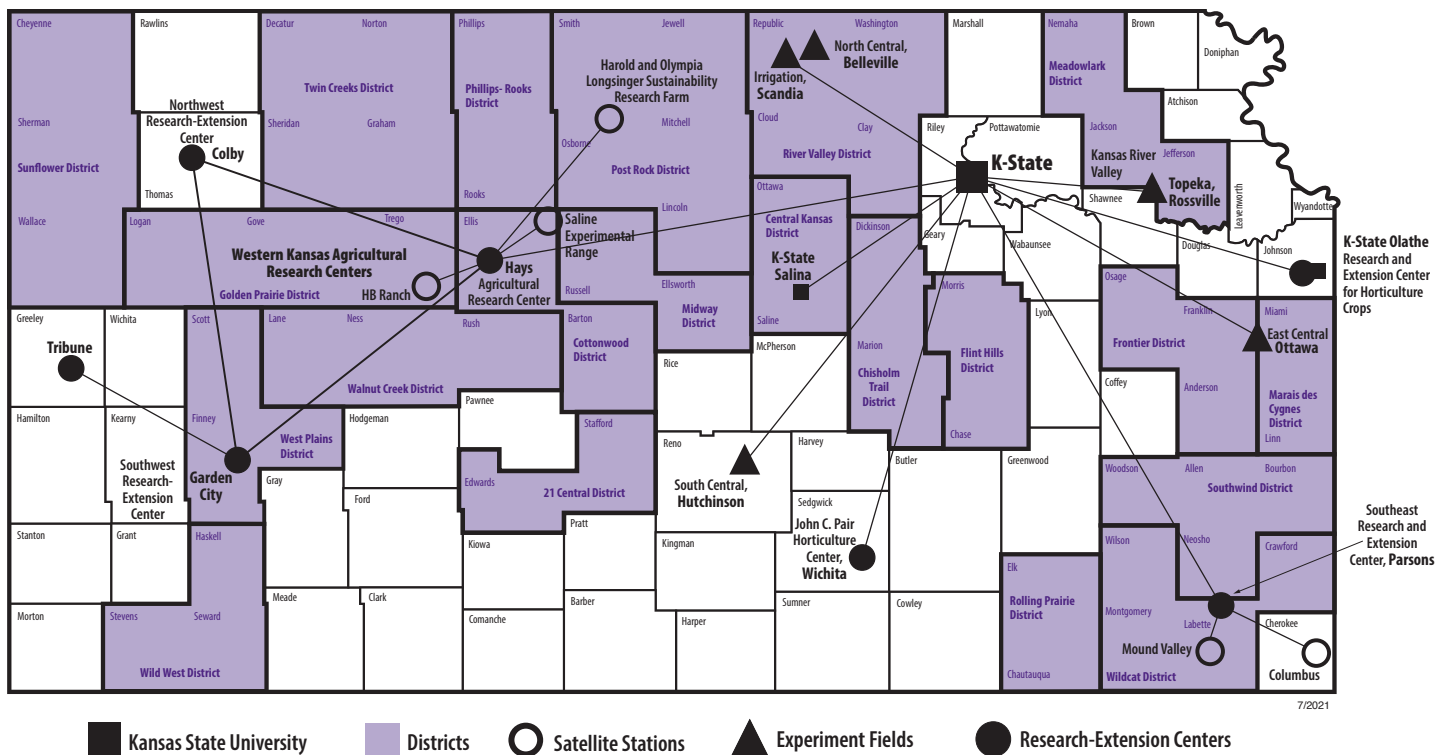 Cheyenne
Rawlins
Decatur
Norton
Phillips
Smith
Jewell
Republic
Washington
Marshall
Nemaha
Brown
Doniphan
Harold and Olympia
Longsinger Sustainability
Research Farm
North Central,
Belleville
Irrigation,
Scandia
Meadowlark
District
Twin Creeks District
Phillips- Rooks
District
Northwest
Research-Extension
Center
Colby
Atchison
Sherman
Sheridan
Graham
Osborne
Mitchell
Cloud
Clay
Riley
Pottawatomie
Jackson
Sunflower District
Post Rock District
River Valley District
K-State
Kansas River
Valley
Jefferson
Topeka,
Rossville
Thomas
Rooks
Ottawa
Shawnee
Leavenworth
Wyandotte
Wallace
Logan
Gove
Trego
Ellis
Saline
Experimental
Range
Lincoln
Central Kansas
District
Dickinson
Geary
Wabaunsee
Douglas
Johnson
K-State Olathe
Research and
Extension Center
for Horticulture
Crops
Western Kansas Agricultural
Research Centers
Hays
Agricultural
Research Center
HB Ranch
Golden Prairie District
K-State
Salina
Russell
Ellsworth
Morris
Osage
Greeley
Wichita
Scott
Lane
Ness
Rush
Barton
Midway
District
Saline
Lyon
Franklin
Miami
Tribune
Cottonwood
District
McPherson
Marion
Flint Hills
District
Frontier District
East Central
Ottawa
Walnut Creek District
Rice
Chisholm
Trail
District
Coffey
Anderson
Marais des
Cygnes
District
Linn
Hamilton
Kearny
Finney
Hodgeman
Pawnee
Stafford
Chase
West Plains
District
Reno
Harvey
Butler
Greenwood
Woodson
Allen
Bourbon
Southwest
Research-
Extension
Center
Garden
City
Gray
Ford
Edwards
21 Central District
South Central,
Hutchinson
Sedgwick
Southwind District
John C. Pair
Horticulture
Center,
Wichita
Southeast
Research and
Extension
Center, Parsons
Stanton
Grant
Haskell
Kiowa
Pratt
Kingman
Wilson
Neosho
Crawford
Elk
Rolling Prairie
District
Morton
Stevens
Seward
Meade
Clark
Comanche
Barber
Harper
Sumner
Cowley
Montgomery
Labette
Cherokee
Mound Valley
Columbus
Wild West District
Chautauqua
Wildcat District
7/2021
Kansas State University
Districts
Satellite Stations
Experiment Fields
Research-Extension Centers